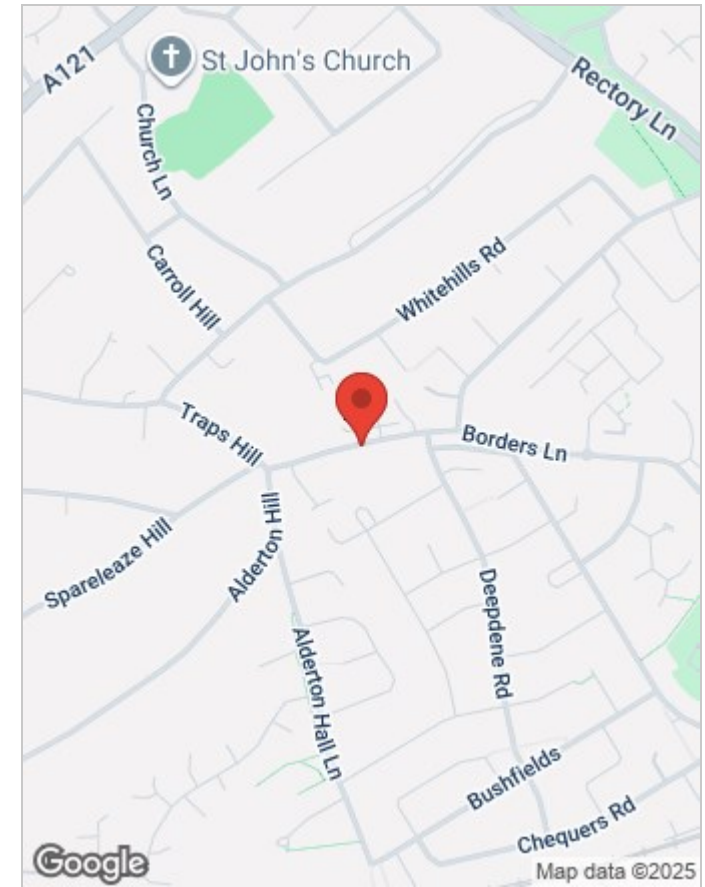 A121
St John's Church
Rectory Ln
Church Ln
Carroll Hill
Whitehills Rd
Traps Hill
Borders Ln
Alderton Hill
Spareleaze Hill
Deepdene Rd
Alderton Hall Ln
Bushfields
Chequers Rd
Google
Map data ©2025